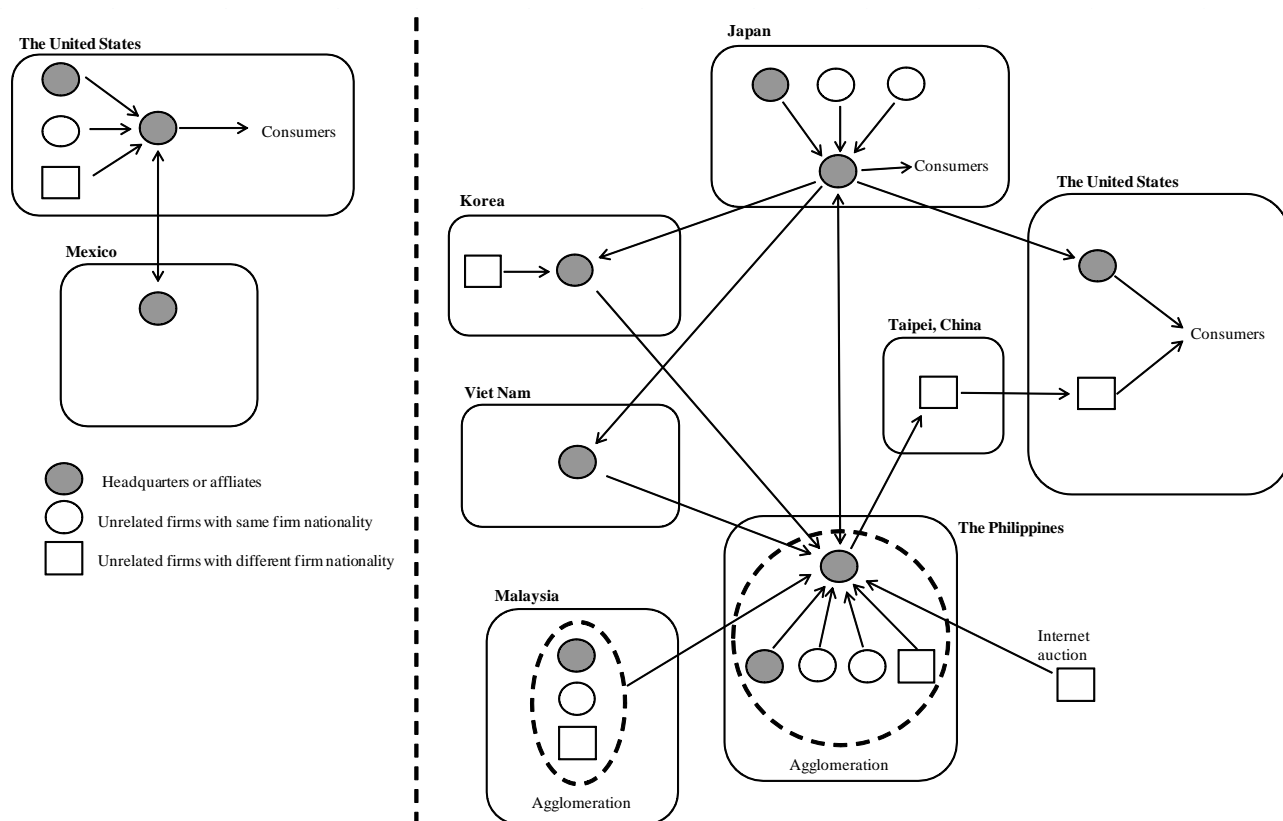 The United States
Consumers
Mexico
Headquarters or affliates
Unrelated firms with same firm nationality
Unrelated firms with different firm nationality
Japan
Consumers
Korea
The United States
Taipei, China
Consumers
Viet Nam
The Philippines
Malaysia
Internet
auction
Agglomeration
Agglomeration